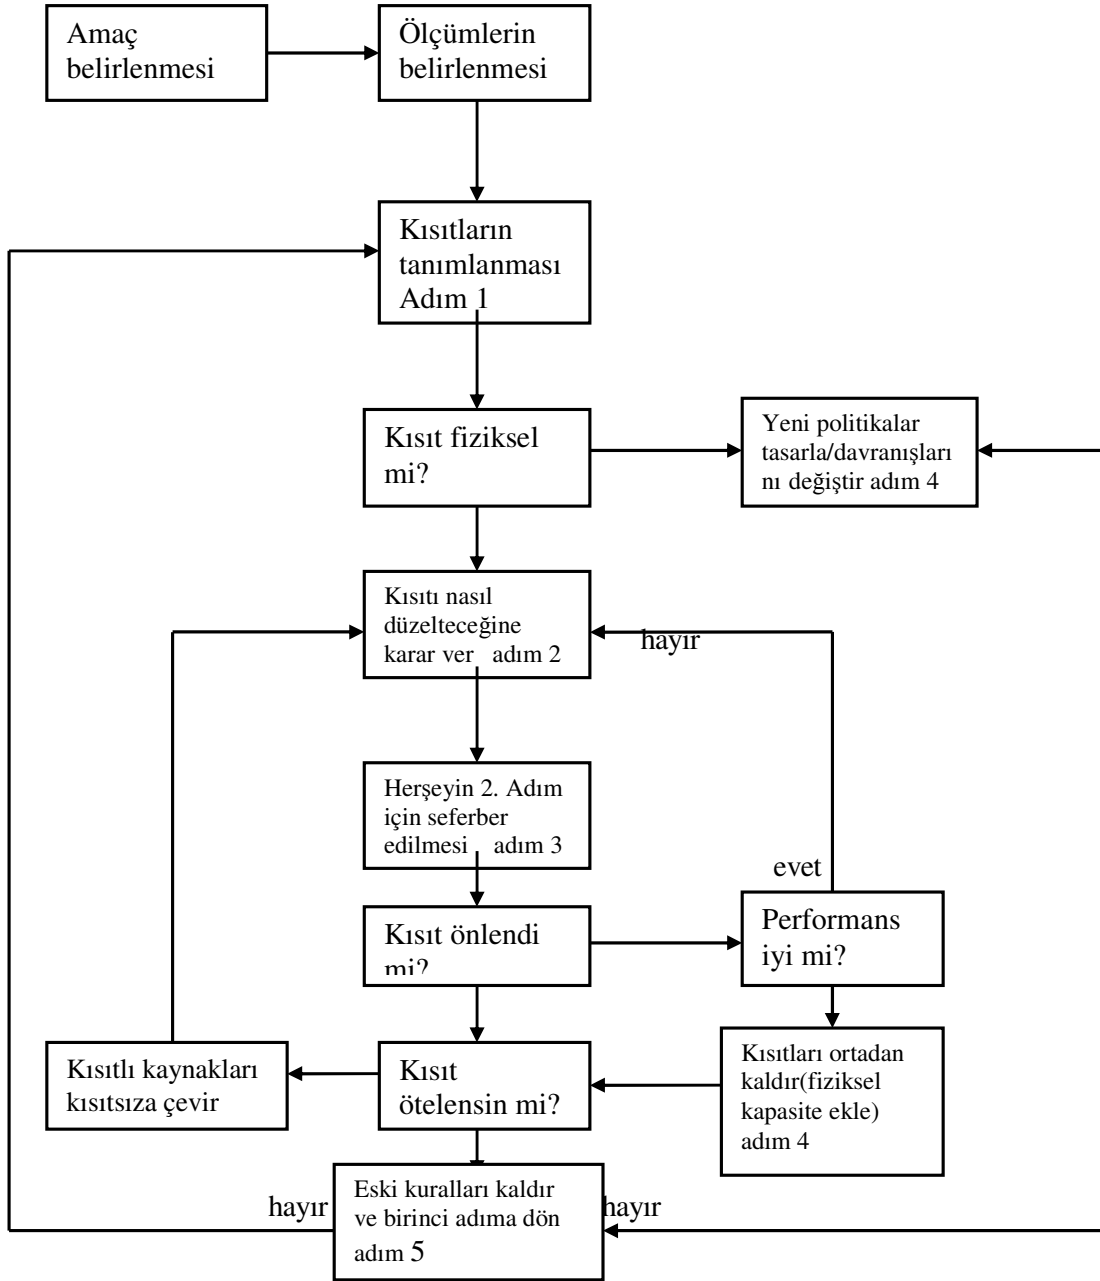 Amaç
belirlenmesi
Ölçümlerin
belirlenmesi
Kısıtların
tanımlanması
Adım 1
Kısıt fiziksel
mi?
Yeni politikalar
tasarla/davranışları
nı değiştir adım 4
Kısıtı nasıl
düzelteceğine
karar ver adım 2
hayır
Herşeyin 2. Adım
için seferber
edilmesi adım 3
evet
Kısıt önlendi
mi?
Performans
iyi mi?
Kısıtlı kaynakları
kısıtsıza çevir
Kısıt
ötelensin mi?
Kısıtları ortadan
kaldır(fiziksel
kapasite ekle)
adım 4
hayır
Eski kuralları kaldır
ve birinci adıma dön
adım 5
hayır